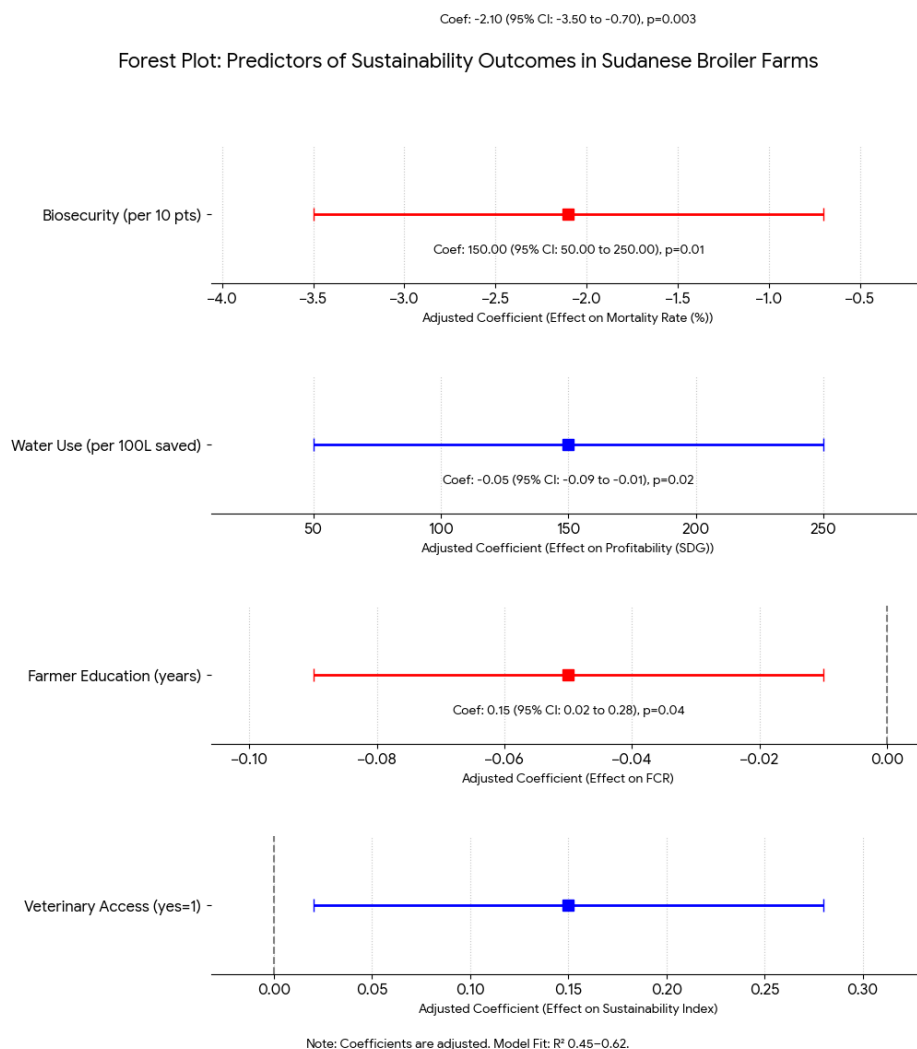 Coef: -2.10 (95% CI: -3.50 to -0.70), p=0.003
Forest Plot: Predictors of Sustainability Outcomes in Sudanese Broiler Farms
Biosecurity (per 10 pts)
Coef: 150.00 (95% CI: 50.00 to 250.00), p=0.01
−4.0 −3.5 −3.0 −2.5 −2.0 −1.5 −1.0 −0.5
Adjusted Coefficient (Effect on Mortality Rate (%))
Water Use (per 100L saved)
Coef: -0.05 (95% CI: -0.09 to -0.01), p=0.02
50 100 150 200 250
Adjusted Coefficient (Effect on Profitability (SDG))
Farmer Education (years)
Coef: 0.15 (95% CI: 0.02 to 0.28), p=0.04
−0.10 −0.08 −0.06 −0.04 −0.02 0.00
Adjusted Coefficient (Effect on FCR)
Veterinary Access (yes=1)
0.00 0.05 0.10 0.15 0.20 0.25 0.30
Adjusted Coefficient (Effect on Sustainability Index)
Note: Coefficients are adjusted. Model Fit: R² 0.45–0.62.